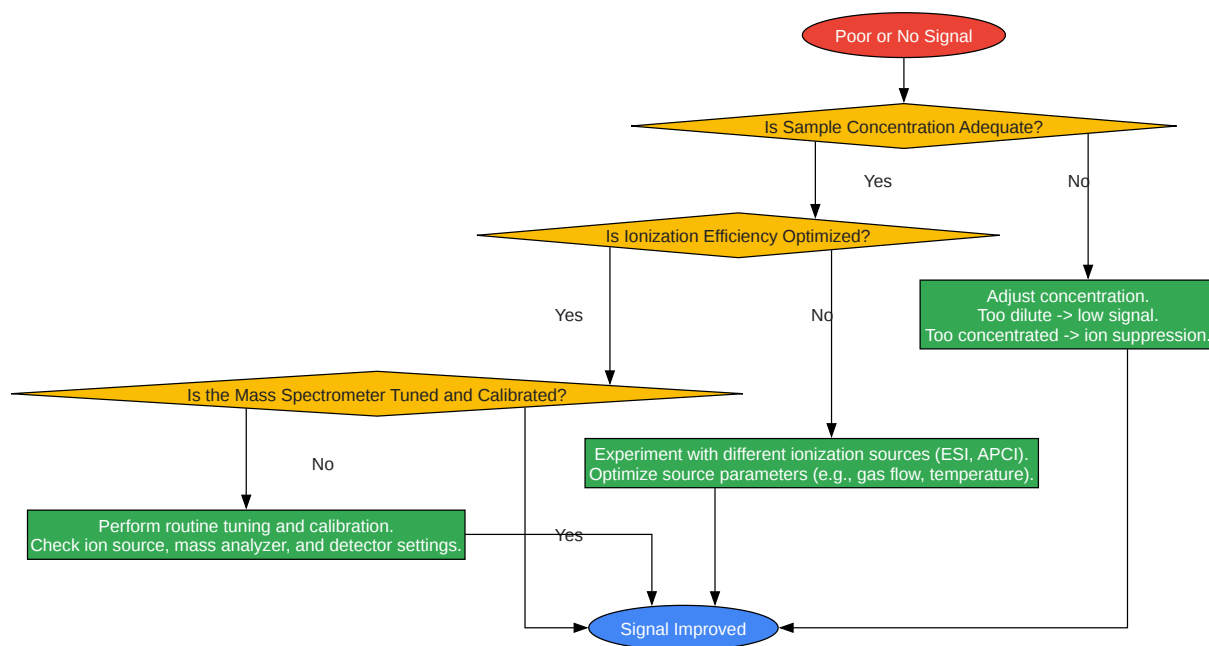 Poor or No Signal
Is Sample Concentration Adequate?
Yes
No
Is Ionization Efficiency Optimized?
Adjust concentration.
Too dilute -> low signal.
Too concentrated -> ion suppression.
Yes
No
Is the Mass Spectrometer Tuned and Calibrated?
No
Experiment with different ionization sources (ESI, APCI).
Optimize source parameters (e.g., gas flow, temperature).
Perform routine tuning and calibration.
Check ion source, mass analyzer, and detector settings.
Yes
Signal Improved